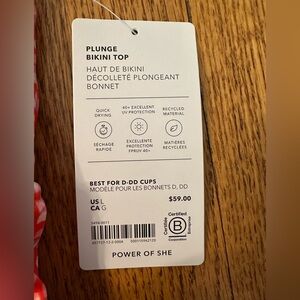 PLUNGE
BIKINI TOP
HAUT DE BIKINI
DÉCOLLETÉ PLONGEANT
BONNET
QUICK
DRYING
40+ EXCELLENT
UV PROTECTION
RECYCLED
MATERIAL
SÉCHAGE
RAPIDE
EXCELLENTE
PROTECTION
FPRUV 40+
MATIÈRES
RECYCLÉES
BEST FOR D-DD CUPS
MODÈLE POUR LES BONNETS D, DD
US L
CA G
$59.00
Certified
B
Corporation
Certifiée
Entreprise
POWER OF SHE